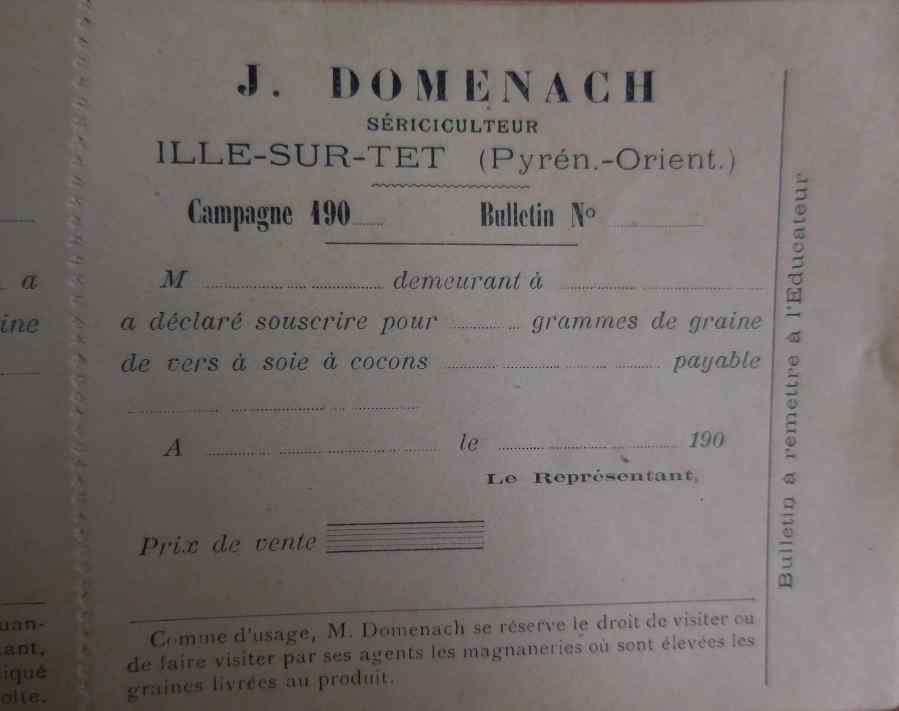 J. DOMENACH
SÉRICICULTEUR
ILLE-SUR-TET (Pyrén.-Orient.)
Campagne 190 Bulletin No
M demeurant à
a déclaré souscrire pour grammes de graine
de vers à soie à cocons payable
A le 190
Le Représentant,
Prix de vente
Comme d'usage, M. Domenach se réserve le droit de visiter ou
de faire visiter par ses agents les magnaneries où sont élevées les
graines livrées au produit.
Bulletin à remettre à l'Educateur
a
ine
uan-
tant,
iqué
olte.